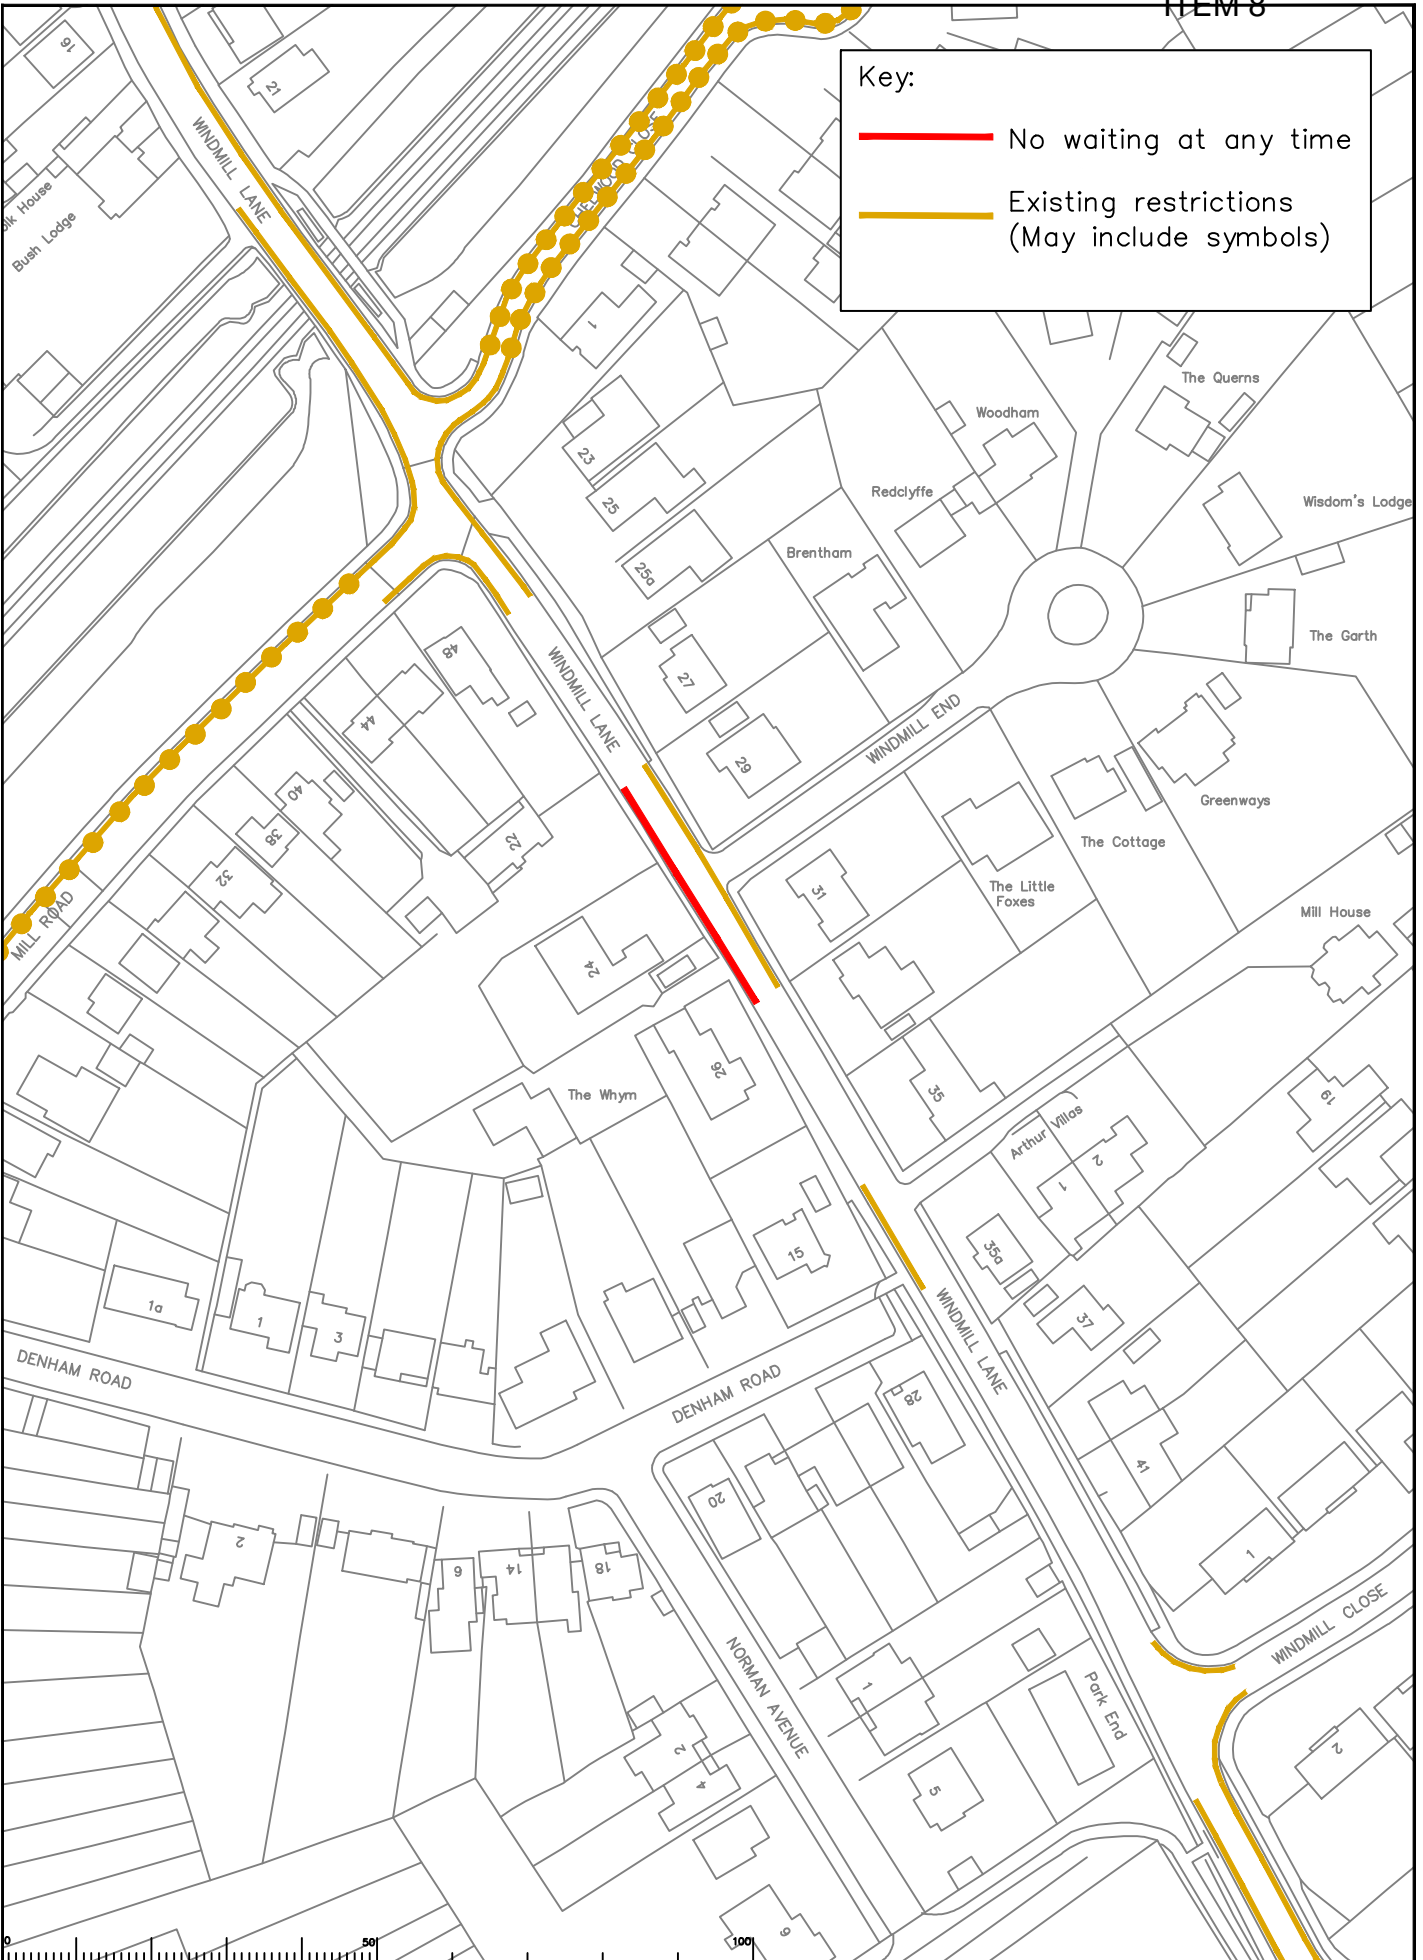 ITEM 8
Key:
No waiting at any time
Existing restrictions
(May include symbols)
16
21
WINDMILL LANE
olk House
Bush Lodge
1
23
25
25a
27
29
The Querns
Woodham
Redclyffe
Wisdom's Lodge
Brentham
The Garth
WINDMILL END
48
44
40
38
32
22
24
WINDMILL LANE
MILL ROAD
31
The Little
Foxes
The Cottage
Greenways
Mill House
26
The Whym
35
Arthur Villas
2
1
19
15
35a
37
1a
1
3
DENHAM ROAD
DENHAM ROAD
WINDMILL LANE
28
41
20
1
2
6
14
18
WINDMILL CLOSE
NORMAN AVENUE
1
Park End
2
4
5
2
9
0
50
100